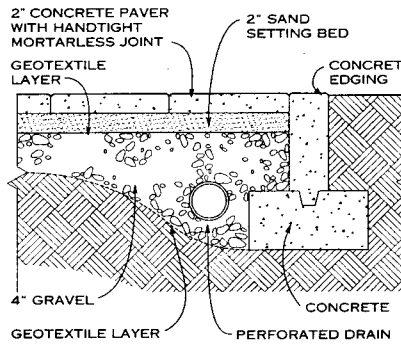 2" CONCRETE PAVER
WITH HANDTIGHT
MORTARLESS JOINT
2" SAND
SETTING BED
GEOTEXTILE
LAYER
CONCRETE
EDGING
4" GRAVEL
CONCRETE
GEOTEXTILE LAYER
PERFORATED DRAIN